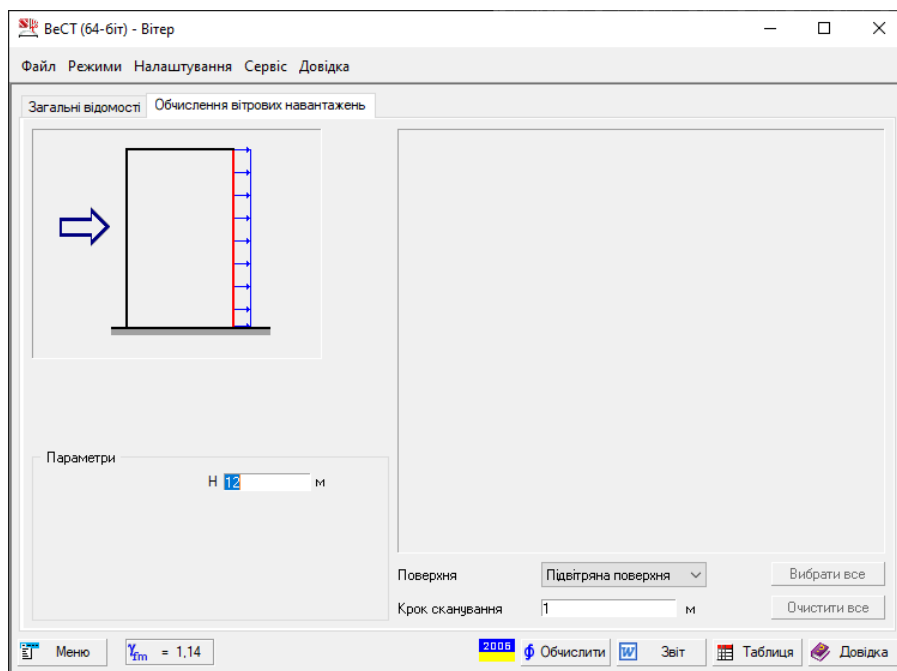 ВеСТ (64-біт) - Вітер
Файл Режими Налаштування Сервіс Довідка
Загальні відомості Обчислення вітрових навантажень
Параметри
H 12 м
Поверхня Підвітряна поверхня Вибрати все
Крок сканування 1 м Очистити все
Меню γfm = 1,14 2006 Обчислити Звіт Таблиця Довідка